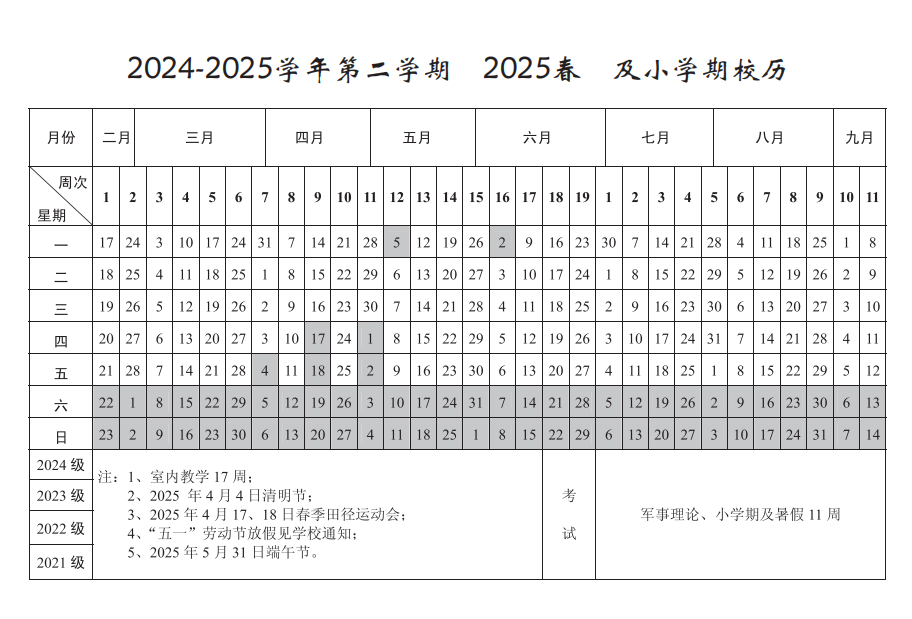 2024-2025学年第二学期 2025春 及小学期校历
月份 二月 三月 四月 五月 六月 七月 八月 九月
周次 1 2 3 4 5 6 7 8 9 10 11 12 13 14 15 16 17 18 19 1 2 3 4 5 6 7 8 9 10 11
星期
一 17 24 3 10 17 24 31 7 14 21 28 5 12 19 26 2 9 16 23 30 7 14 21 28 4 11 18 25 1 8
二 18 25 4 11 18 25 1 8 15 22 29 6 13 20 27 3 10 17 24 1 8 15 22 29 5 12 19 26 2 9
三 19 26 5 12 19 26 2 9 16 23 30 7 14 21 28 4 11 18 25 2 9 16 23 30 6 13 20 27 3 10
四 20 27 6 13 20 27 3 10 17 24 1 8 15 22 29 5 12 19 26 3 10 17 24 31 7 14 21 28 4 11
五 21 28 7 14 21 28 4 11 18 25 2 9 16 23 30 6 13 20 27 4 11 18 25 1 8 15 22 29 5 12
六 22 1 8 15 22 29 5 12 19 26 3 10 17 24 31 7 14 21 28 5 12 19 26 2 9 16 23 30 6 13
日 23 2 9 16 23 30 6 13 20 27 4 11 18 25 1 8 15 22 29 6 13 20 27 3 10 17 24 31 7 14
2024 级
2023 级
2022 级
2021 级
注：1、室内教学 17 周；
2、2025 年 4 月 4 日清明节；
3、2025 年 4 月 17、18 日春季田径运动会；
4、“五一”劳动节放假见学校通知；
5、2025 年 5 月 31 日端午节。
考
试
军事理论、小学期及暑假 11 周